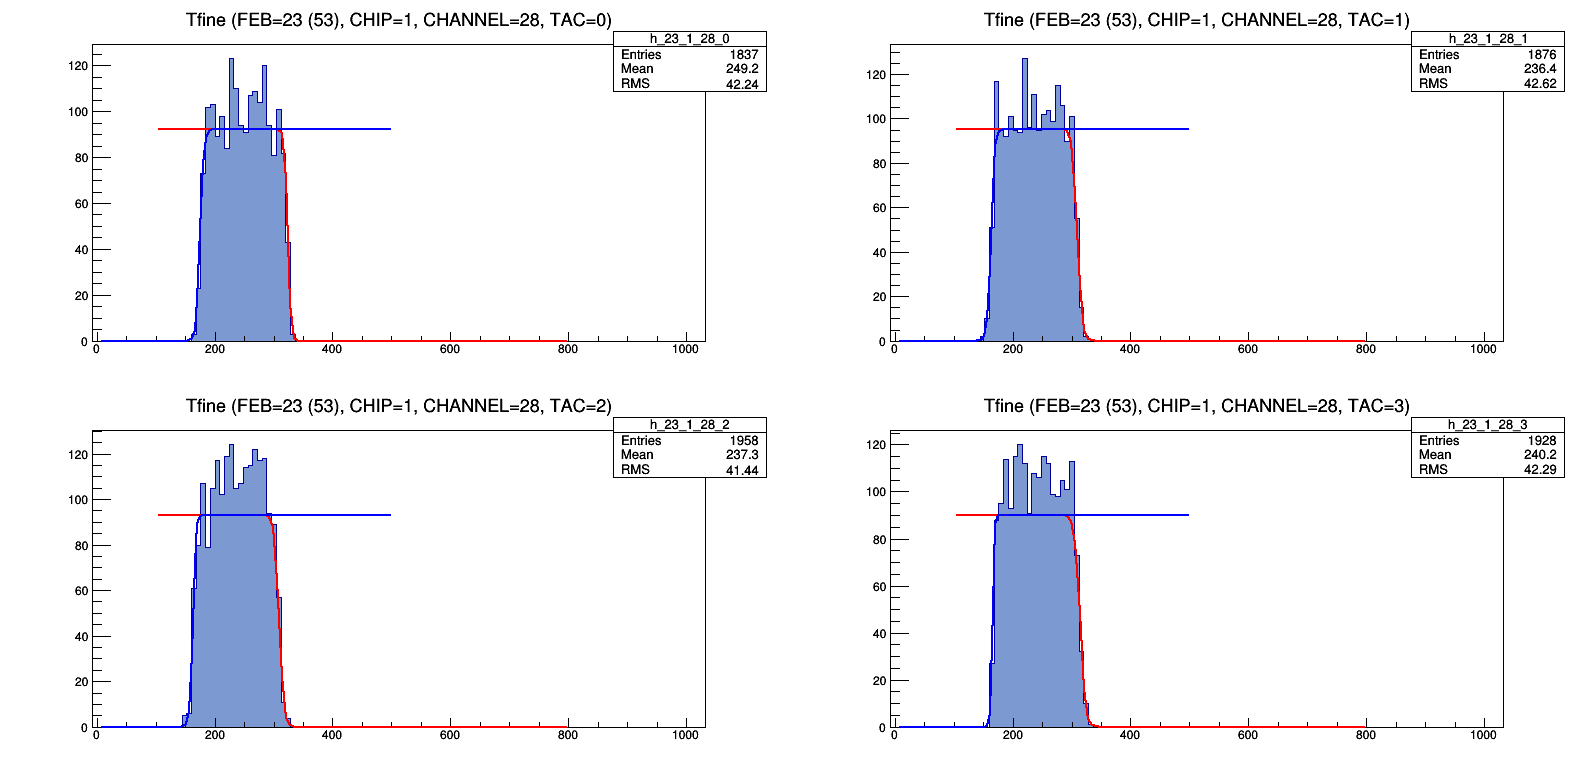 Tfine (FEB=23 (53), CHIP=1, CHANNEL=28, TAC=0)
h_23_1_28_0
Entries 1837
Mean 249.2
RMS 42.24
120
100
80
60
40
20
0
0 200 400 600 800 1000
Tfine (FEB=23 (53), CHIP=1, CHANNEL=28, TAC=1)
h_23_1_28_1
Entries 1876
Mean 236.4
RMS 42.62
120
100
80
60
40
20
0
0 200 400 600 800 1000
Tfine (FEB=23 (53), CHIP=1, CHANNEL=28, TAC=2)
h_23_1_28_2
Entries 1958
Mean 237.3
RMS 41.44
120
100
80
60
40
20
0
0 200 400 600 800 1000
Tfine (FEB=23 (53), CHIP=1, CHANNEL=28, TAC=3)
h_23_1_28_3
Entries 1928
Mean 240.2
RMS 42.29
120
100
80
60
40
20
0
0 200 400 600 800 1000